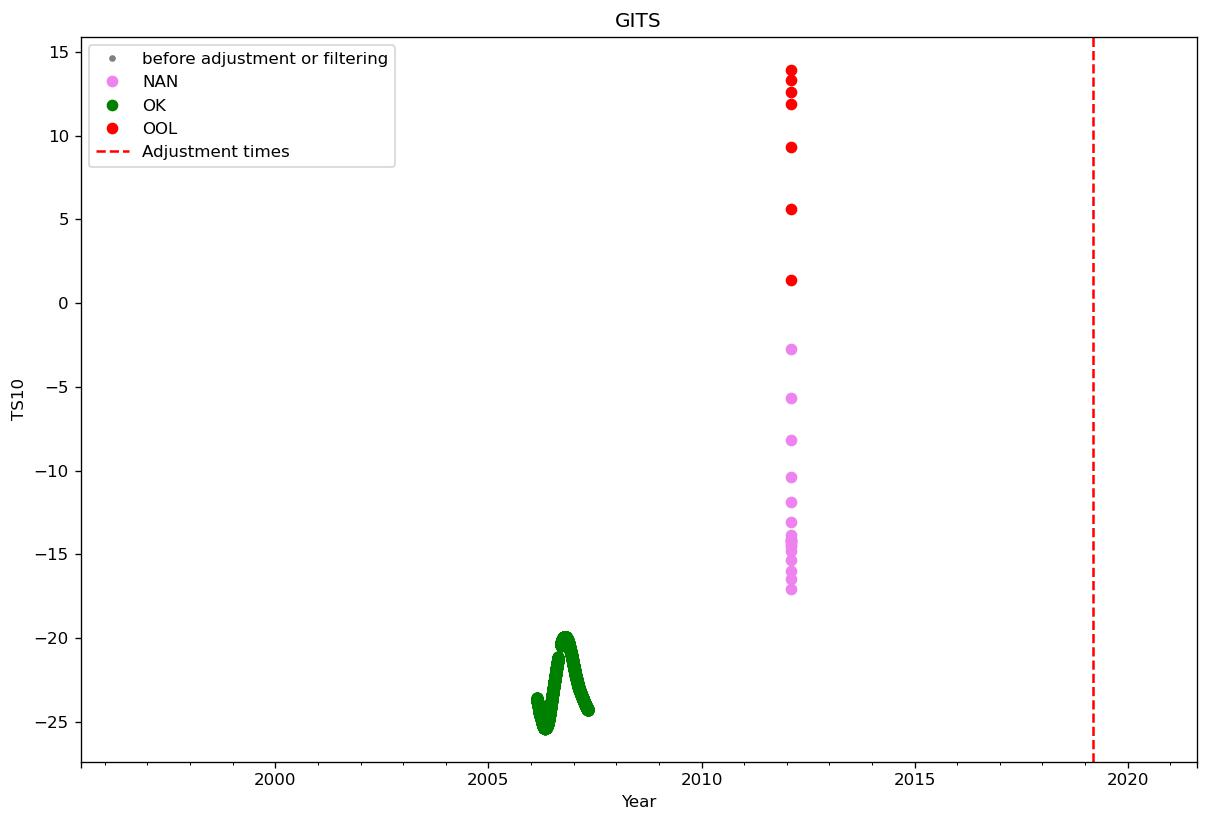 GITS
before adjustment or filtering
NAN
OK
OOL
Adjustment times
15
10
5
0
−5
−10
−15
−20
−25
TS10
2000
2005
2010
2015
2020
Year